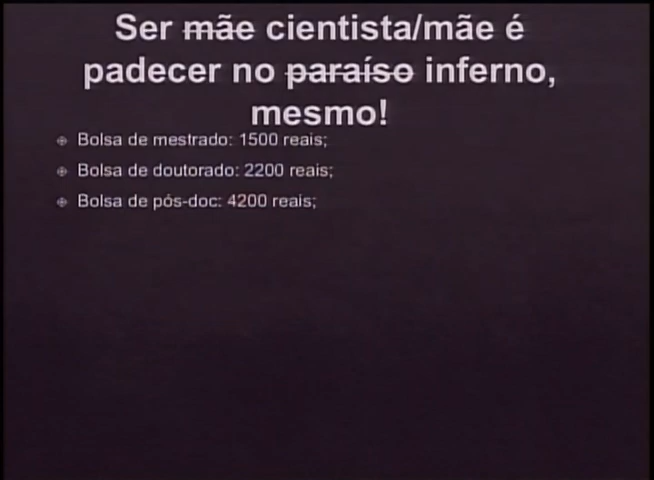 Ser mãe cientista/mãe é
padecer no paraíso inferno,
mesmo!
Bolsa de mestrado: 1500 reais;
Bolsa de doutorado: 2200 reais;
Bolsa de pós-doc: 4200 reais;